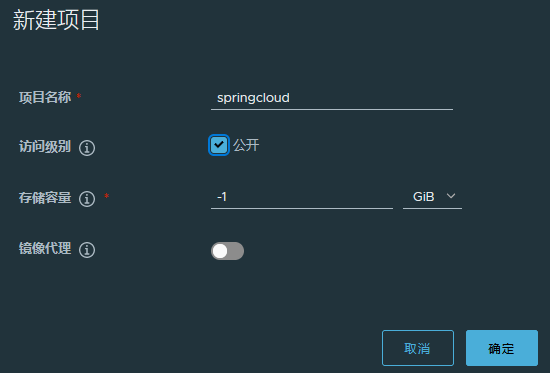 新建项目
项目名称 * springcloud
访问级别 公开
存储容量 * -1 GiB
镜像代理
取消 确定